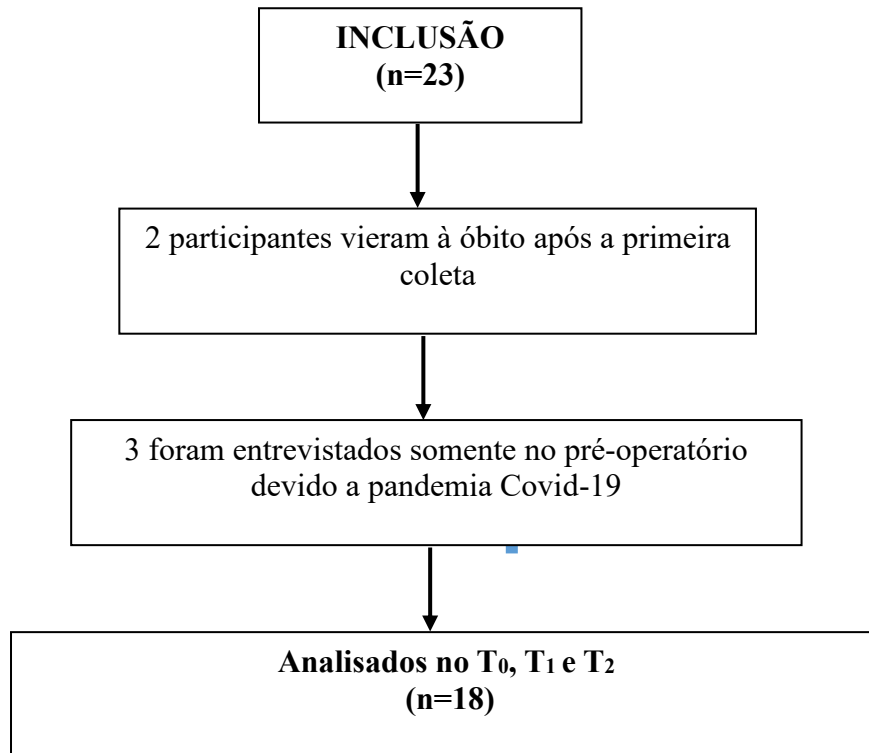 INCLUSÃO
(n=23)
2 participantes vieram à óbito após a primeira
coleta
3 foram entrevistados somente no pré-operatório
devido a pandemia Covid-19
Analisados no T₀, T₁ e T₂
(n=18)